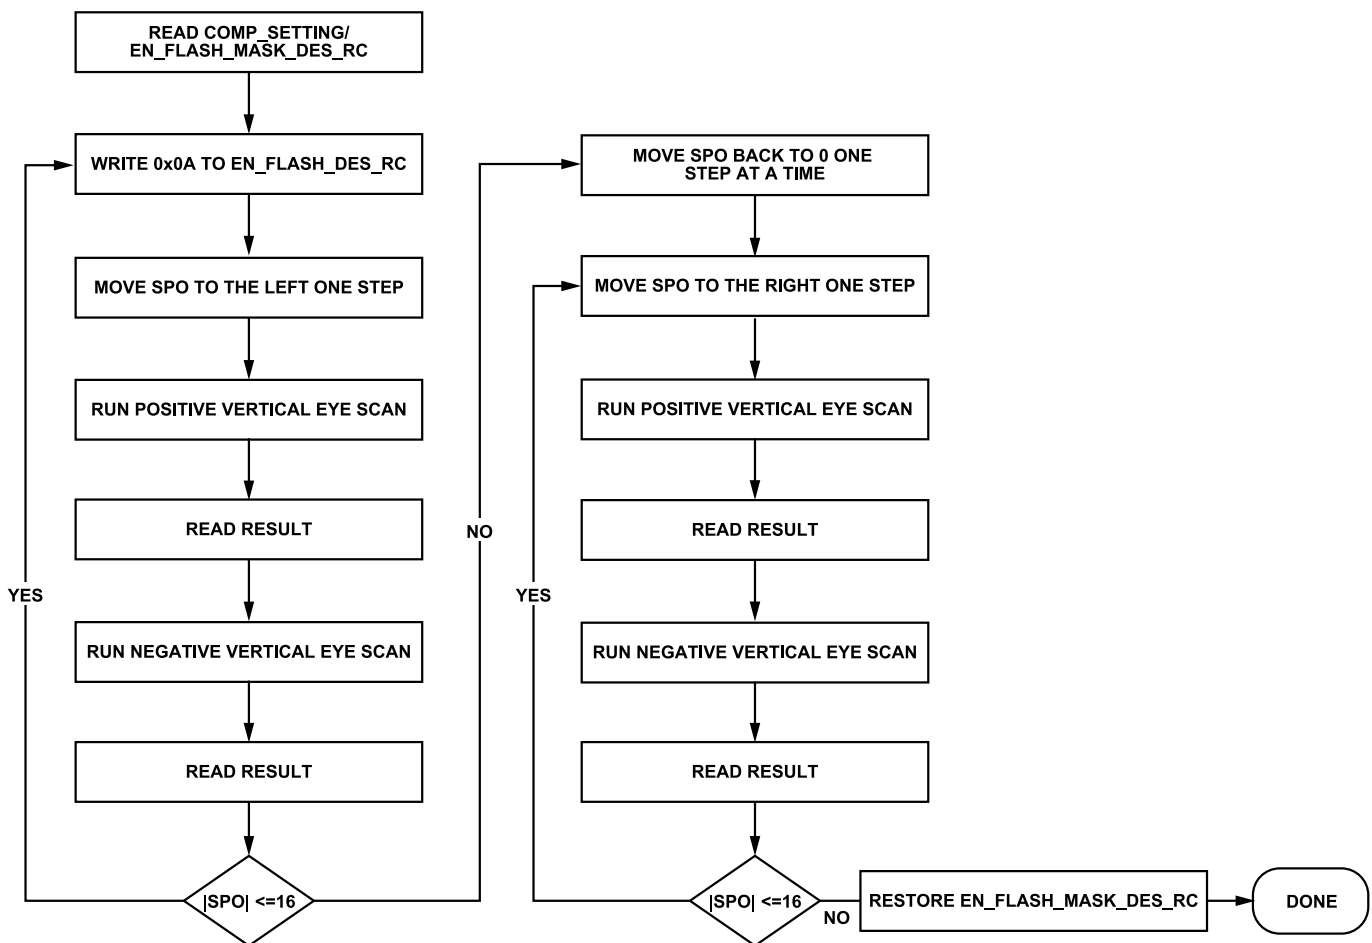 READ COMP_SETTING/
EN_FLASH_MASK_DES_RC
WRITE 0x0A TO EN_FLASH_DES_RC
MOVE SPO TO THE LEFT ONE STEP
RUN POSITIVE VERTICAL EYE SCAN
READ RESULT
RUN NEGATIVE VERTICAL EYE SCAN
READ RESULT
|SPO| <=16
YES
NO
MOVE SPO BACK TO 0 ONE
STEP AT A TIME
MOVE SPO TO THE RIGHT ONE STEP
RUN POSITIVE VERTICAL EYE SCAN
READ RESULT
RUN NEGATIVE VERTICAL EYE SCAN
READ RESULT
|SPO| <=16
YES
NO
RESTORE EN_FLASH_MASK_DES_RC
DONE